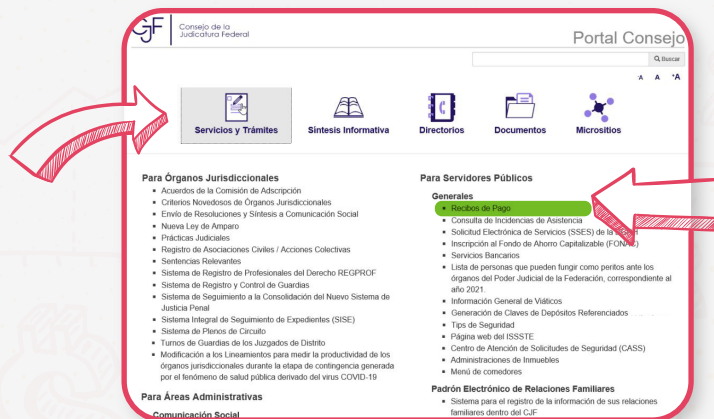 CJF
Consejo de la
Judicatura Federal
Portal Consejo
Buscar
-A A +A
Servicios y Trámites
Síntesis Informativa
Directorios
Documentos
Micrositios
Para Órganos Jurisdiccionales
Acuerdos de la Comisión de Adscripción
Criterios Novedosos de Órganos Jurisdiccionales
Envío de Resoluciones y Síntesis a Comunicación Social
Nueva Ley de Amparo
Prácticas Judiciales
Registro de Asociaciones Civiles / Acciones Colectivas
Sentencias Relevantes
Sistema de Registro de Profesionales del Derecho REGPROF
Sistema de Registro y Control de Guardias
Sistema de Seguimiento a la Consolidación del Nuevo Sistema de
Justicia Penal
Sistema Integral de Seguimiento de Expedientes (SISE)
Sistema de Plenos de Circuito
Turnos de Guardias de los Juzgados de Distrito
Modificación a los Lineamientos para medir la productividad de los
órganos jurisdiccionales durante la etapa de contingencia generada
por el fenómeno de salud pública derivado del virus COVID-19
Para Áreas Administrativas
Comunicación Social
Para Servidores Públicos
Generales
Recibos de Pago
Consulta de Incidencias de Asistencia
Solicitud Electrónica de Servicios (SSES) de la
Inscripción al Fondo de Ahorro Capitalizable (FONAC)
Servicios Bancarios
Lista de personas que pueden fungir como peritos ante los
órganos del Poder Judicial de la Federación, correspondiente al
año 2021.
Información General de Viáticos
Generación de Claves de Depósitos Referenciados
Tips de Seguridad
Página web del ISSSTE
Centro de Atención de Solicitudes de Seguridad (CASS)
Administraciones de Inmuebles
Menú de comedores
Padrón Electrónico de Relaciones Familiares
Sistema para el registro de la información de sus relaciones
familiares dentro del CJF